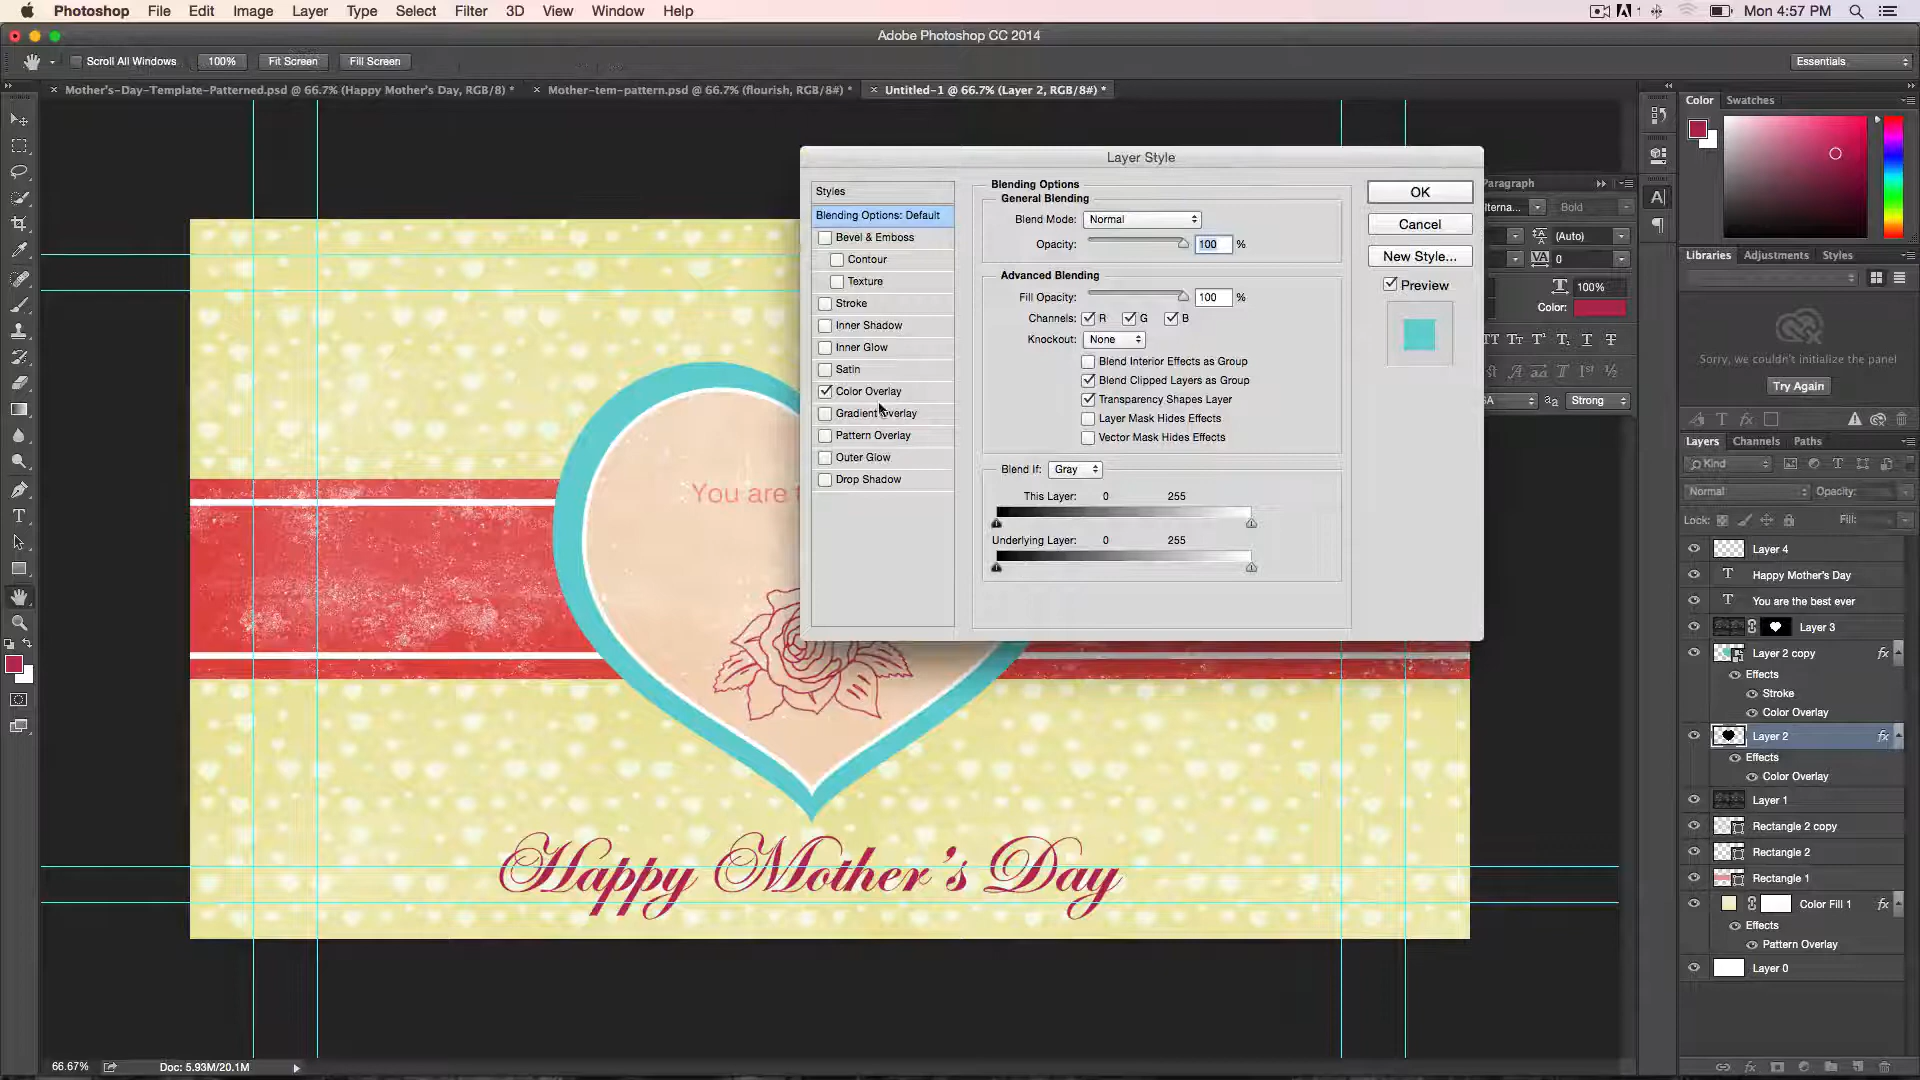 Photoshop File Edit Image Layer Type Select Filter 3D View Window Help
1 Mon 4:57 PM
Adobe Photoshop CC 2014
Scroll All Windows 100% Fit Screen Fill Screen Essentials
Mother's-Day-Template-Patterned.psd @ 66.7% (Happy Mother's Day, RGB/8) * Mother-tem-pattern.psd @ 66.7% (flourish, RGB/8#) * Untitled-1 @ 66.7% (Layer 2, RGB/8#) *
Color Swatches
Layer Style
Styles
Blending Options: Default
Bevel & Emboss
Contour
Texture
Stroke
Inner Shadow
Inner Glow
Satin
Color Overlay
Gradient Overlay
Pattern Overlay
Outer Glow
Drop Shadow
Blending Options
General Blending
Blend Mode: Normal
Opacity: 100 %
Advanced Blending
Fill Opacity: 100 %
Channels: R G B
Knockout: None
Blend Interior Effects as Group
Blend Clipped Layers as Group
Transparency Shapes Layer
Layer Mask Hides Effects
Vector Mask Hides Effects
Blend If: Gray
This Layer: 0 255
Underlying Layer: 0 255
OK
Cancel
New Style...
Preview
Paragraph
Bold
(Auto)
0
100%
Color:
Strong
Libraries Adjustments Styles
Sorry, we couldn't initialize the panel
Try Again
Layers Channels Paths
Kind
Normal Opacity:
Lock: Fill:
Layer 4
Happy Mother's Day
You are the best ever
Layer 3
Layer 2 copy fx
Effects
Stroke
Color Overlay
Layer 2 fx
Effects
Color Overlay
Layer 1
Rectangle 2 copy
Rectangle 2
Rectangle 1
Color Fill 1 fx
Effects
Pattern Overlay
Layer 0
You are
Happy Mother's Day
66.67% Doc: 5.93M/20.1M